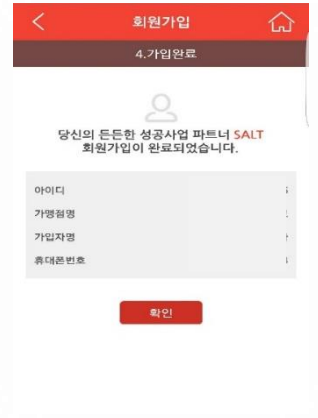 회원가입
4.가입완료
당신의 든든한 성공사업 파트너 SALT
회원가입이 완료되었습니다.
아이디
가맹점명
가입자명
휴대폰번호
확인